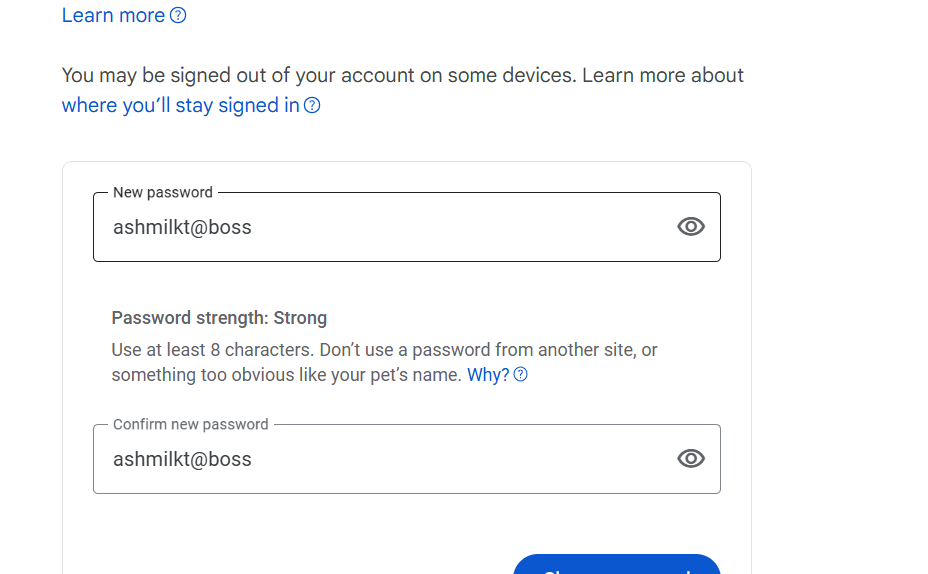 Learn more
You may be signed out of your account on some devices. Learn more about
where you’ll stay signed in
New password
ashmilkt@boss
Password strength: Strong
Use at least 8 characters. Don’t use a password from another site, or
something too obvious like your pet’s name. Why?
Confirm new password
ashmilkt@boss